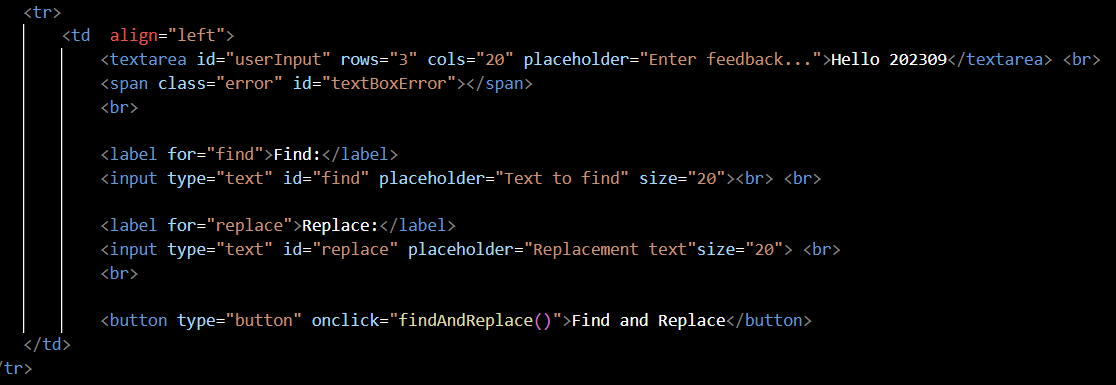 <tr>
<td  align="left">
<textarea id="userInput" rows="3" cols="20" placeholder="Enter feedback...">Hello 202309</textarea> <br>
<span class="error" id="textBoxError"></span>
<br>
<label for="find">Find:</label>
<input type="text" id="find" placeholder="Text to find" size="20"><br> <br>
<label for="replace">Replace:</label>
<input type="text" id="replace" placeholder="Replacement text"size="20"> <br>
<br>
<button type="button" onclick="findAndReplace()">Find and Replace</button>
</td>
/tr>